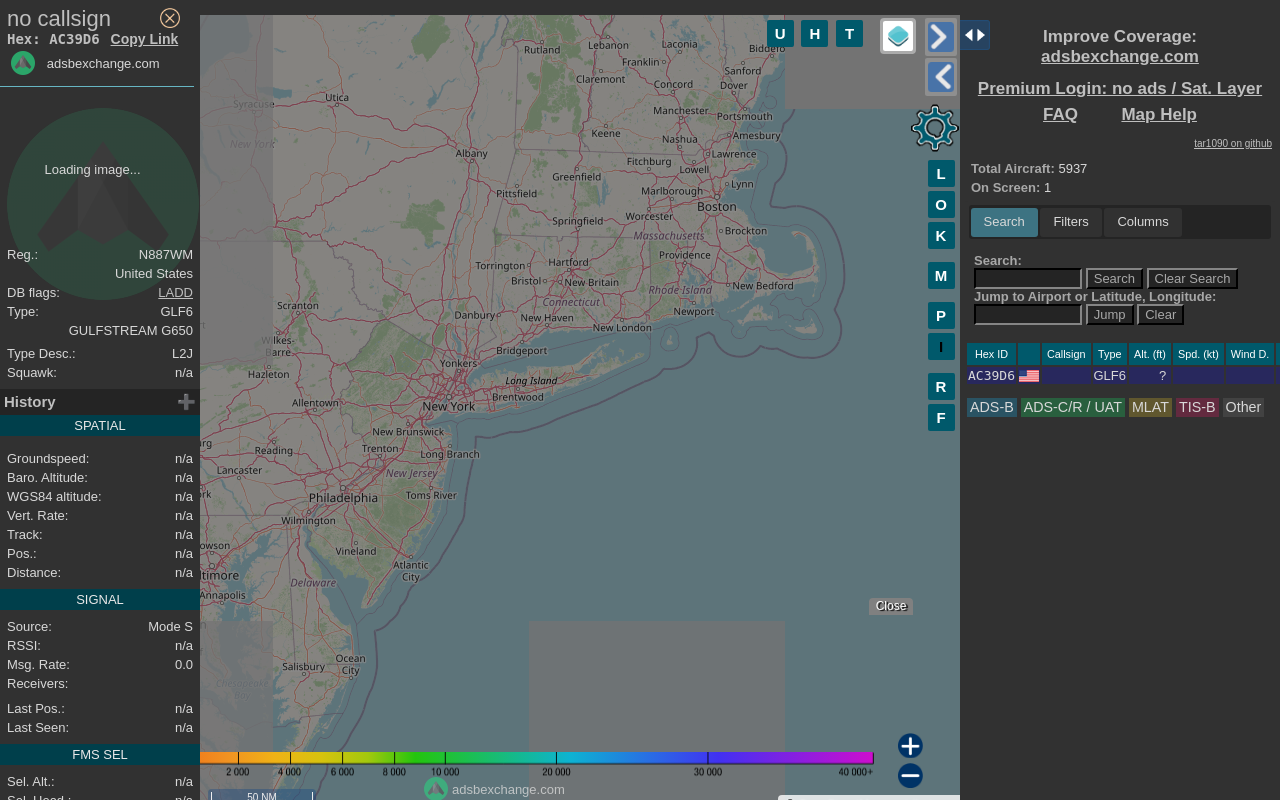 no callsign
Hex: AC39D6 Copy Link
adsbexchange.com
Loading image...
Reg.: N887WM
United States
DB flags: LADD
Type: GLF6
GULFSTREAM G650
Type Desc.: L2J
Squawk: n/a
History
SPATIAL
Groundspeed: n/a
Baro. Altitude: n/a
WGS84 altitude: n/a
Vert. Rate: n/a
Track: n/a
Pos.: n/a
Distance: n/a
SIGNAL
Source: Mode S
RSSI: n/a
Msg. Rate: 0.0
Receivers:
Last Pos.: n/a
Last Seen: n/a
FMS SEL
Sel. Alt.: n/a
Sel. Head.: n/a
U H T
Rutland
Lebanon
Laconia
Franklin
Claremont
Concord
Sanford
Dover
Syracuse
Utica
Manchester
Portsmouth
Keene
Nashua
Amesbury
New York
Albany
Fitchburg
Lawrence
Lowell
Greenfield
Pittsfield
Marlborough
Lynn
Boston
Springfield
Worcester
Massachusetts
Brockton
Providence
Torrington
Hartford
Bristol
New Britain
New Bedford
Rhode Island
Connecticut
Scranton
Danbury
New Haven
Newport
New London
Wilkes-
Barre
Bridgeport
Yonkers
Hazleton
Long Island
Brentwood
Allentown
New York
New Brunswick
Reading
Trenton
Long Branch
Lancaster
New Jersey
Philadelphia
Toms River
Wilmington
Vineland
Atlantic
City
Delaware
Annapolis
Ocean
City
Salisbury
L
O
K
M
P
I
R
F
Close
2 000 4 000 6 000 8 000 10 000 20 000 30 000 40 000+
adsbexchange.com
50 NM
Improve Coverage:
adsbexchange.com
Premium Login: no ads / Sat. Layer
FAQ Map Help
tar1090 on github
Total Aircraft: 5937
On Screen: 1
Search Filters Columns
Search:
Search Clear Search
Jump to Airport or Latitude, Longitude:
Jump Clear
Hex ID Callsign Type Alt. (ft) Spd. (kt) Wind D.
AC39D6 GLF6 ?
ADS-B ADS-C/R / UAT MLAT TIS-B Other